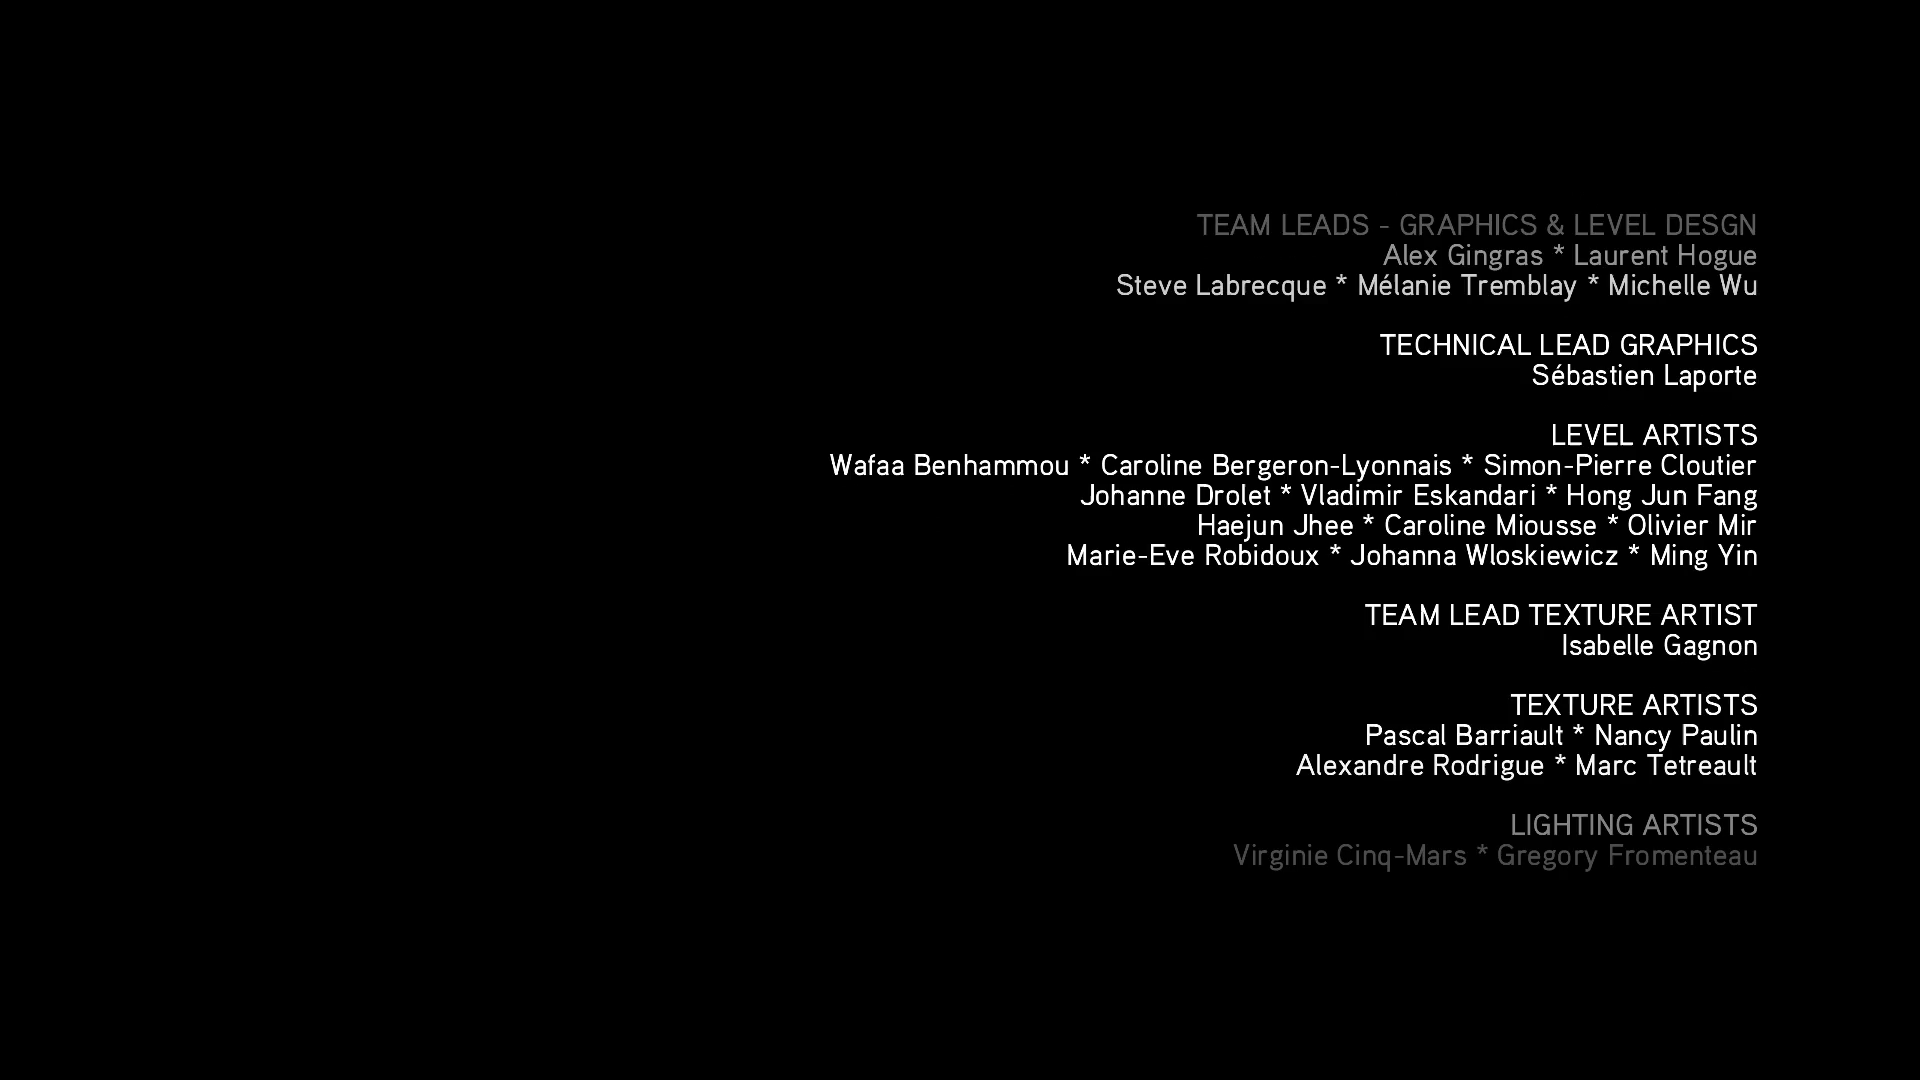 TEAM LEADS - GRAPHICS & LEVEL DESGN
Alex Gingras * Laurent Hogue
Steve Labrecque * Mélanie Tremblay * Michelle Wu
TECHNICAL LEAD GRAPHICS
Sébastien Laporte
LEVEL ARTISTS
Wafaa Benhammou * Caroline Bergeron-Lyonnais * Simon-Pierre Cloutier
Johanne Drolet * Vladimir Eskandari * Hong Jun Fang
Haejun Jhee * Caroline Miousse * Olivier Mir
Marie-Eve Robidoux * Johanna Wloskiewicz * Ming Yin
TEAM LEAD TEXTURE ARTIST
Isabelle Gagnon
TEXTURE ARTISTS
Pascal Barriault * Nancy Paulin
Alexandre Rodrigue * Marc Tetreault
LIGHTING ARTISTS
Virginie Cinq-Mars * Gregory Fromenteau